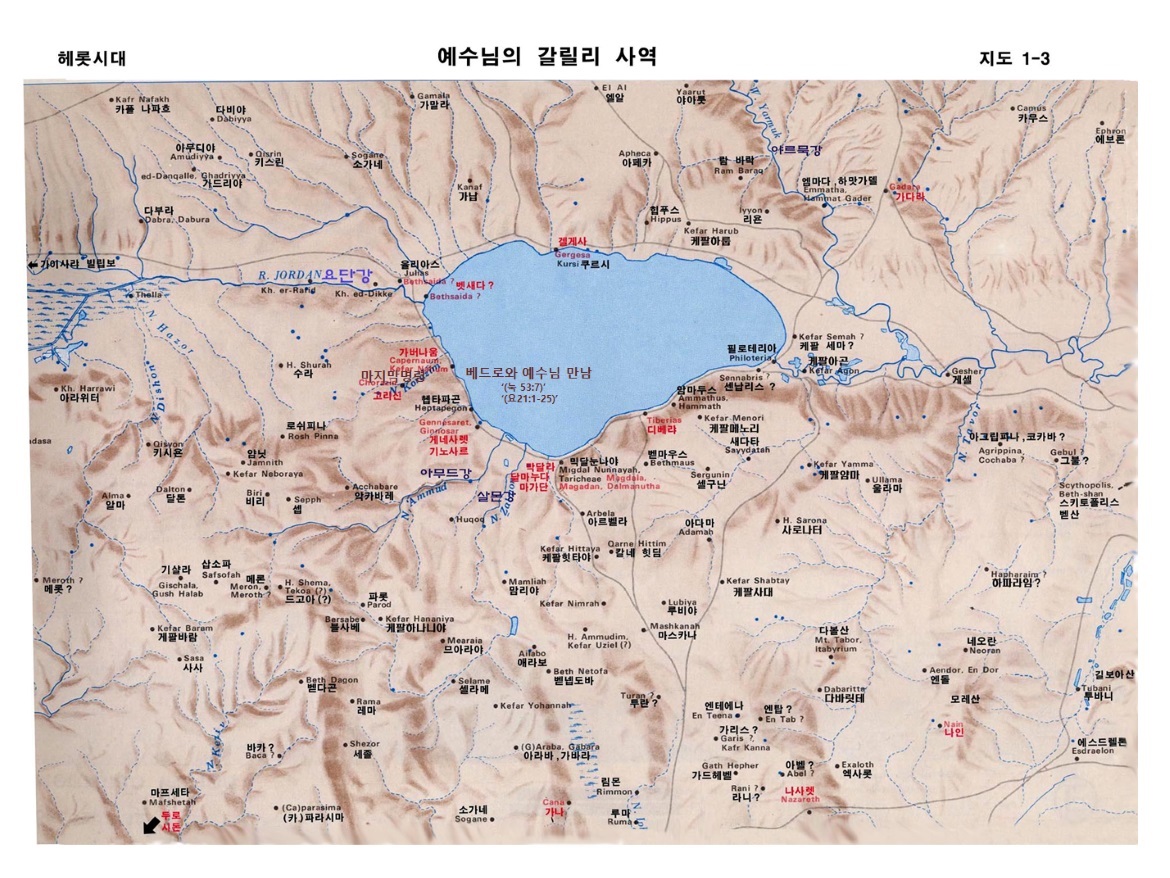 헤롯시대
예수님의 갈릴리 사역
지도 1-3
Kafr Nafakh
카플 나파흐
다비야
Dabiyya
Gamala
가말라
El Al
엘알
Yaarut
야아룻
W. Yarmuk
야르묵강
Camus
카무스
Ephron
에브론
아무디야
Amudiyya
Qisrin
키스린
Sogane
소가네
ed-Danqalle, Ghadriyya
가드리야
Kanaf
가납
Apheca
아페카
람 바락
Ram Baraq
엠마다 ,하맛가델
Emmatha,
Hammat Gader
Gadara
가다라
다부라
Dabra, Dabura
힙푸스
Hippus
Iyyon
리욘
Kefar Harub
케팔하룹
가이사랴 빌립보
R. JORDAN
요단강
율리아스
Julias
Bethsaida ?
벳새다 ?
Bethsaida ?
겔게사
Gergesa
Kursi 쿠르시
Kh. er-Rafid
Kh. ed-Dikke
Thella
N. Hazor
N. Dishon
H. Shurah
수라
가버나움
Capernaum,
마지막만남
Chorazin
고라신
베드로와 예수님 만남
'(눅 53:7)'
'(요21:1-25)'
Kefar Semah ?
케팔 세마 ?
필로테리아
Philoteria
케팔아곤
Kefar Agon
Sennabris ?
센납리스 ?
Gesher
게셀
Kh. Harrawi
아라위터
헵타파곤
Heptapegon
Gennesaret,
Ginnosar
게네사렛
기노사르
암마두스
Ammathus,
Hammath
Tiberias
디베랴
Kefar Menori
케팔메노리
새다타
Sayydatah
N. Tavor
로쉬피나
Rosh Pinna
adasa
Qisyon
키시욘
얌닛
Jamnith
Kefar Neboraya
아무드강
N. Ammud
살몬강
막달라
달마누다
마가단
믹달눈나야
Migdal Nunnayah,
Taricheae
Magdala,
Magadan, Dalmanutha
벧마우스
Bethmaus
Sergunin
셀구닌
Kefar Yamma
케팔얌마
Ullama
울라마
아그립피나 ,코카바 ?
Agrippina,
Cochaba ?
Gebul ?
그불?
Scythopolis,
Beth-shan
스키토폴리스
벧산
Alma
알마
Dalton
달톤
Biri
비리
Sepph
셉
Acchabare
악카바레
Huqoq
Arbela
아르벨라
아다마
Adamah
H. Sarona
사로나터
Kefar Hittaya
케팔힛타야
Qarne Hittim
칼네 힛딤
Meroth ?
메롯 ?
기살라
Gischala,
Gush Halab
삽소파
Safsofah
메론
Meron,
Meroth ?
H. Shema,
Tekoa (?)
드고아(?)
파롯
Parod
Mamliah
맘리아
Kefar Nimrah
Lubiya
루비야
Kefar Shabtay
케팔사대
Hapharaim ?
하파라임?
Kefar Baram
게팔바람
Bersabe
볼사베
Kefar Hananiya
케팔하나니야
Mearaia
므아라야
H. Ammudim,
Kefar Uziel (?)
Mashkanah
마스카나
다볼산
Mt. Tabor,
Itabyrium
네오란
Neoran
Sasa
사사
Ailabo
애라보
Beth Netofa
벧넵도바
Aendor, En Dor
엔돌
길보아산
Tubani
투바니
Beth Dagon
벧다곤
Selame
셀라메
Rama
레마
Kefar Yohannah
Turan ?
투란 ?
Dabaritte
다바릿테
모레산
엔테에나
En Teena
엔탑 ?
En Tab ?
가리스 ?
Garis ?
Kafr Kanna
Nain
나인
에스드렐론
Esdraelon
N. Keziv
바카 ?
Baca ?
Shezor
세졸
(G)Araba, Gabara
아라바 ,가바라
Gath Hepher
가드헤벨
아벨 ?
Abel ?
Exaloth
엑사롯
마프세타
Mafshetah
두로
시돈
(Ca)parasima
(카)파라시마
소가네
Sogane
Cana
가나
림몬
Rimmon
루마
Ruma
Rani ?
라니 ?
나사렛
Nazareth